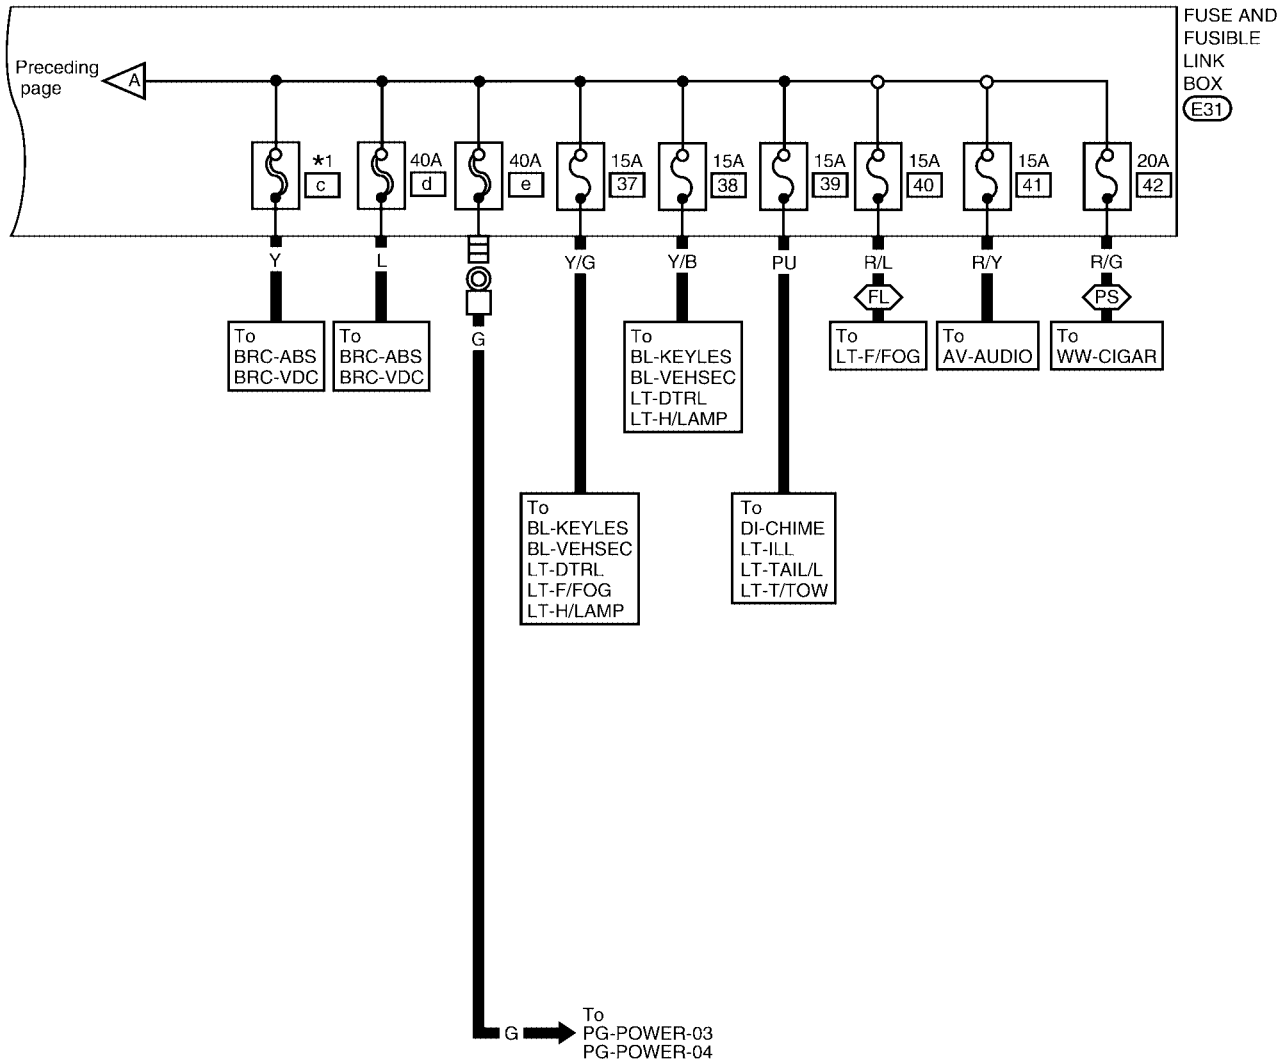 FUSE AND
FUSIBLE
LINK
BOX
E31
Preceding
page
A
*1
c
40A
d
40A
e
15A
37
15A
38
15A
39
15A
40
15A
41
20A
42
Y
L
G
Y/G
Y/B
PU
R/L
R/Y
R/G
FL
PS
To
BRC-ABS
BRC-VDC
To
BRC-ABS
BRC-VDC
To
BL-KEYLES
BL-VEHSEC
LT-DTRL
LT-H/LAMP
To
LT-F/FOG
To
AV-AUDIO
To
WW-CIGAR
To
BL-KEYLES
BL-VEHSEC
LT-DTRL
LT-F/FOG
LT-H/LAMP
To
DI-CHIME
LT-ILL
LT-TAIL/L
LT-T/TOW
G
To
PG-POWER-03
PG-POWER-04